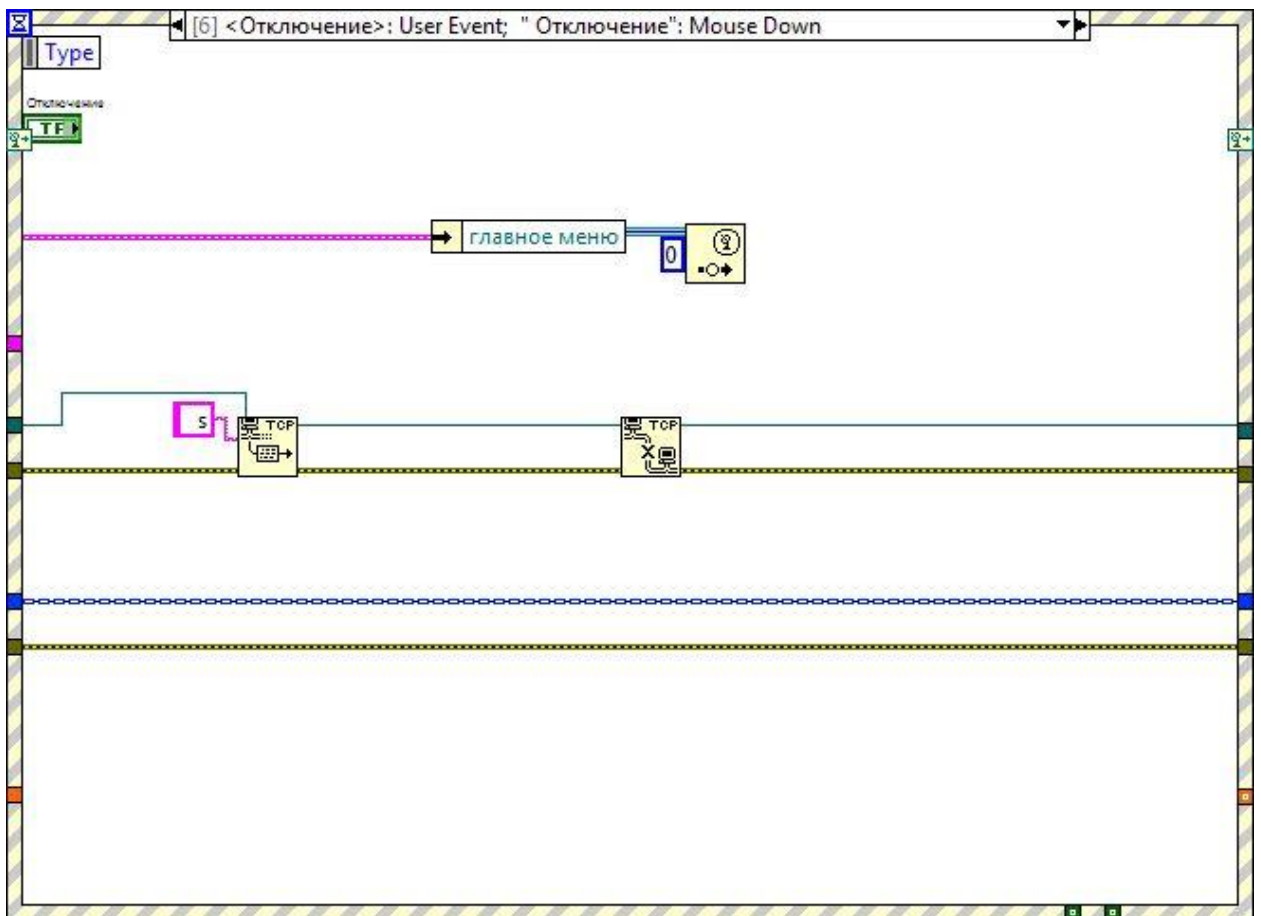 [6] <Отключение>: User Event; " Отключение": Mouse Down
Type
Отключение
TF
главное меню
0
s
TCP
TCP